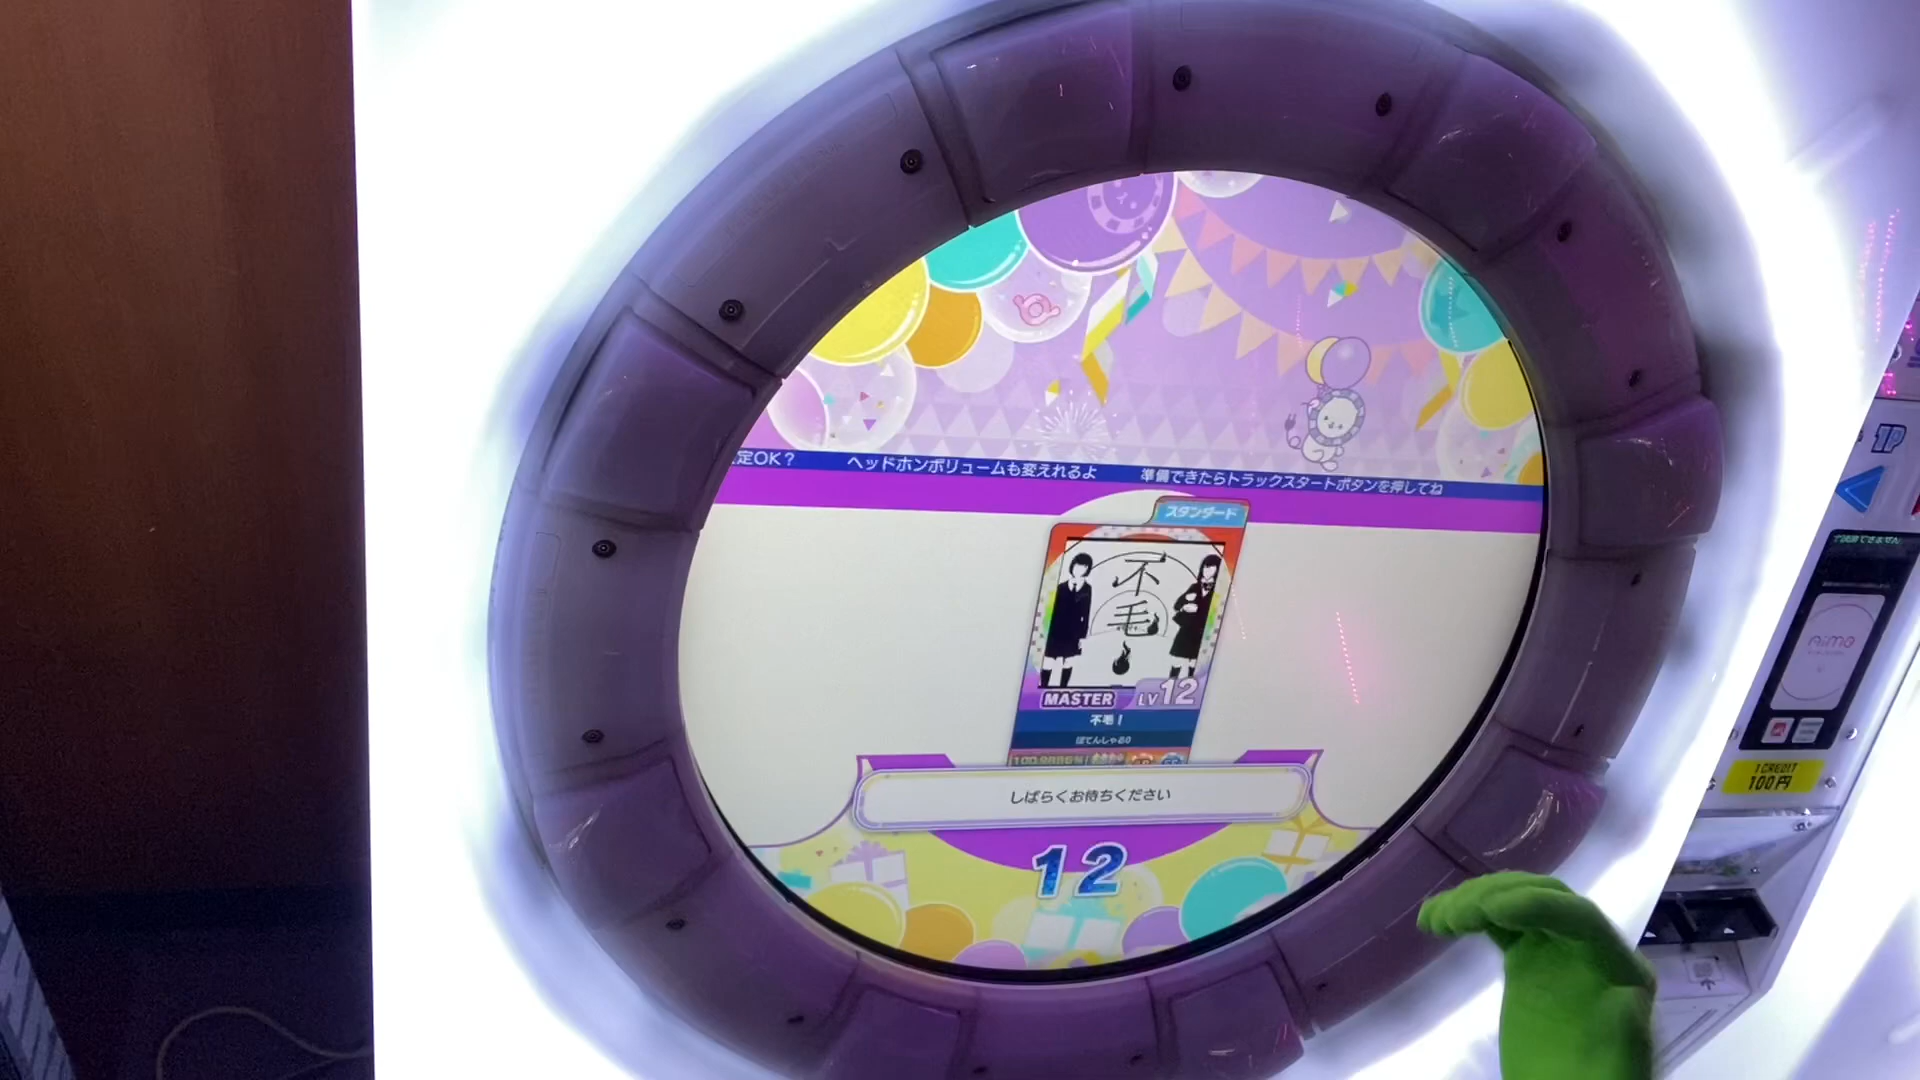 定OK? ヘッドホンボリュームも変えれるよ 準備できたらトラックスタートボタンを押してね
スタンダード
不毛
MASTER LV 12
不毛！
ぽてんしゃる0
しばらくお待ちください
12
1P
Aime
1 CREDIT
100円